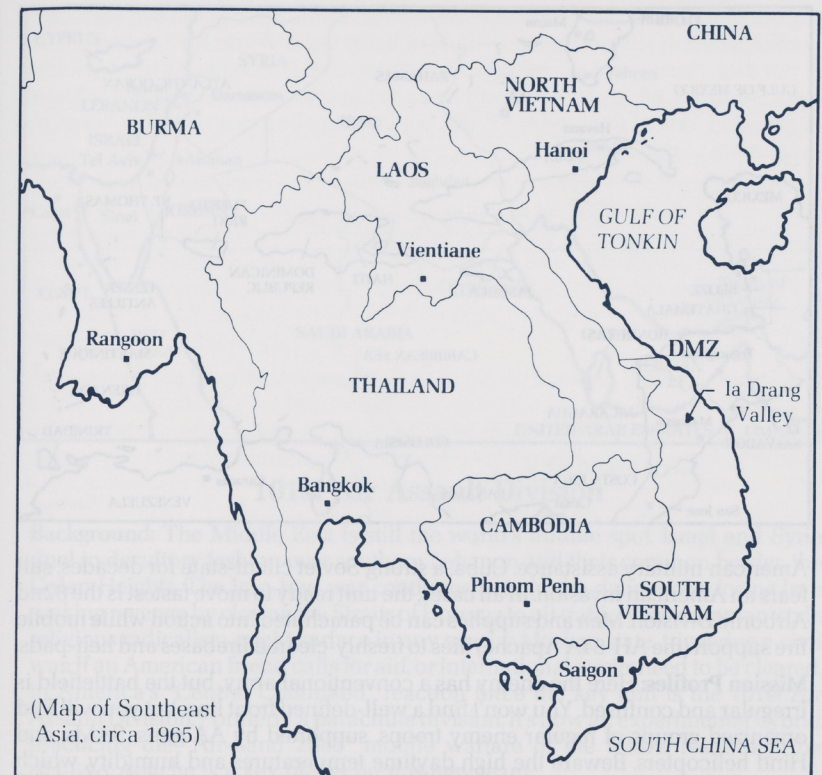 CHINA
NORTH
VIETNAM
BURMA
Hanoi
LAOS
GULF OF
TONKIN
Vientiane
Rangoon
DMZ
THAILAND
Ia Drang
Valley
Bangkok
CAMBODIA
Phnom Penh
SOUTH
VIETNAM
Saigon
(Map of Southeast
Asia, circa 1965)
SOUTH CHINA SEA